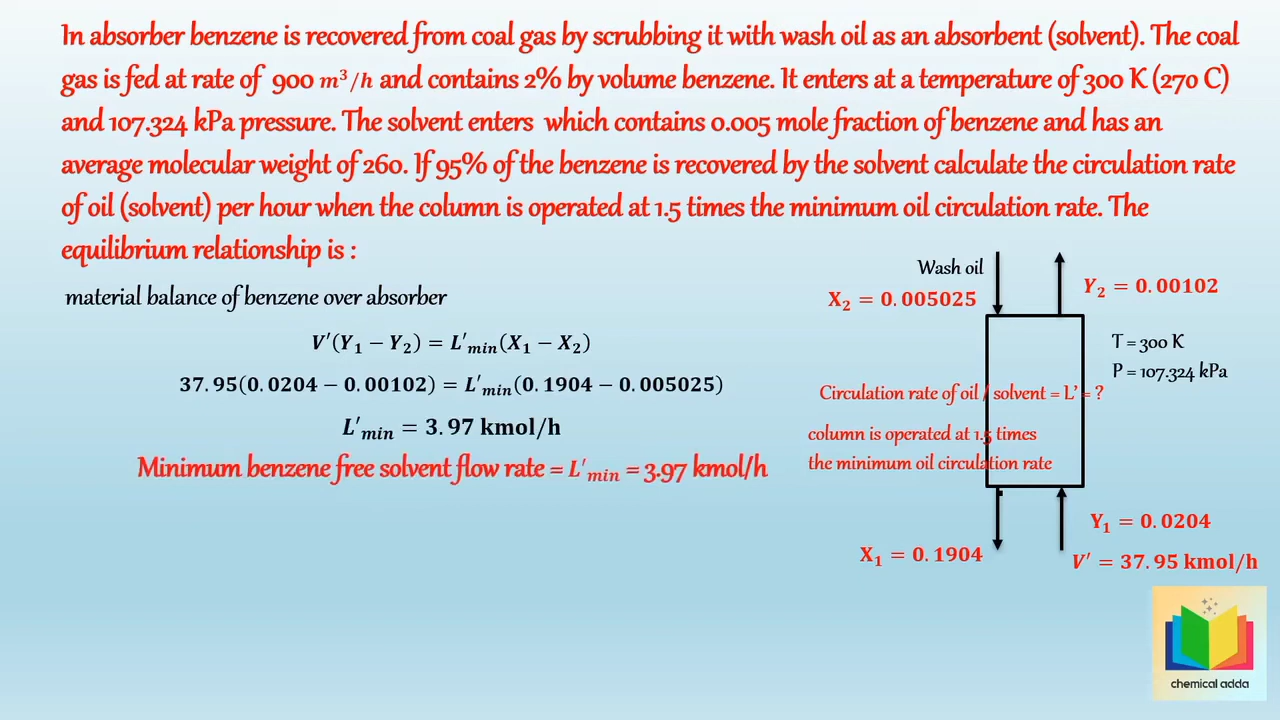 In absorber benzene is recovered from coal gas by scrubbing it with wash oil as an absorbent (solvent). The coal
gas is fed at rate of 900 m³/h and contains 2% by volume benzene. It enters at a temperature of 300 K (270 C)
and 107.324 kPa pressure. The solvent enters which contains 0.005 mole fraction of benzene and has an
average molecular weight of 260. If 95% of the benzene is recovered by the solvent calculate the circulation rate
of oil (solvent) per hour when the column is operated at 1.5 times the minimum oil circulation rate. The
equilibrium relationship is :
material balance of benzene over absorber
V′(Y₁ − Y₂) = L′ₘᵢₙ(X₁ − X₂)
37.95(0.0204 − 0.00102) = L′ₘᵢₙ(0.1904 − 0.005025)
L′ₘᵢₙ = 3.97 kmol/h
Minimum benzene free solvent flow rate = L′ₘᵢₙ = 3.97 kmol/h
Wash oil
X₂ = 0.005025
Y₂ = 0.00102
T = 300 K
P = 107.324 kPa
Circulation rate of oil / solvent = L' = ?
column is operated at 1.5 times
the minimum oil circulation rate
Y₁ = 0.0204
X₁ = 0.1904
V′ = 37.95 kmol/h
chemical adda